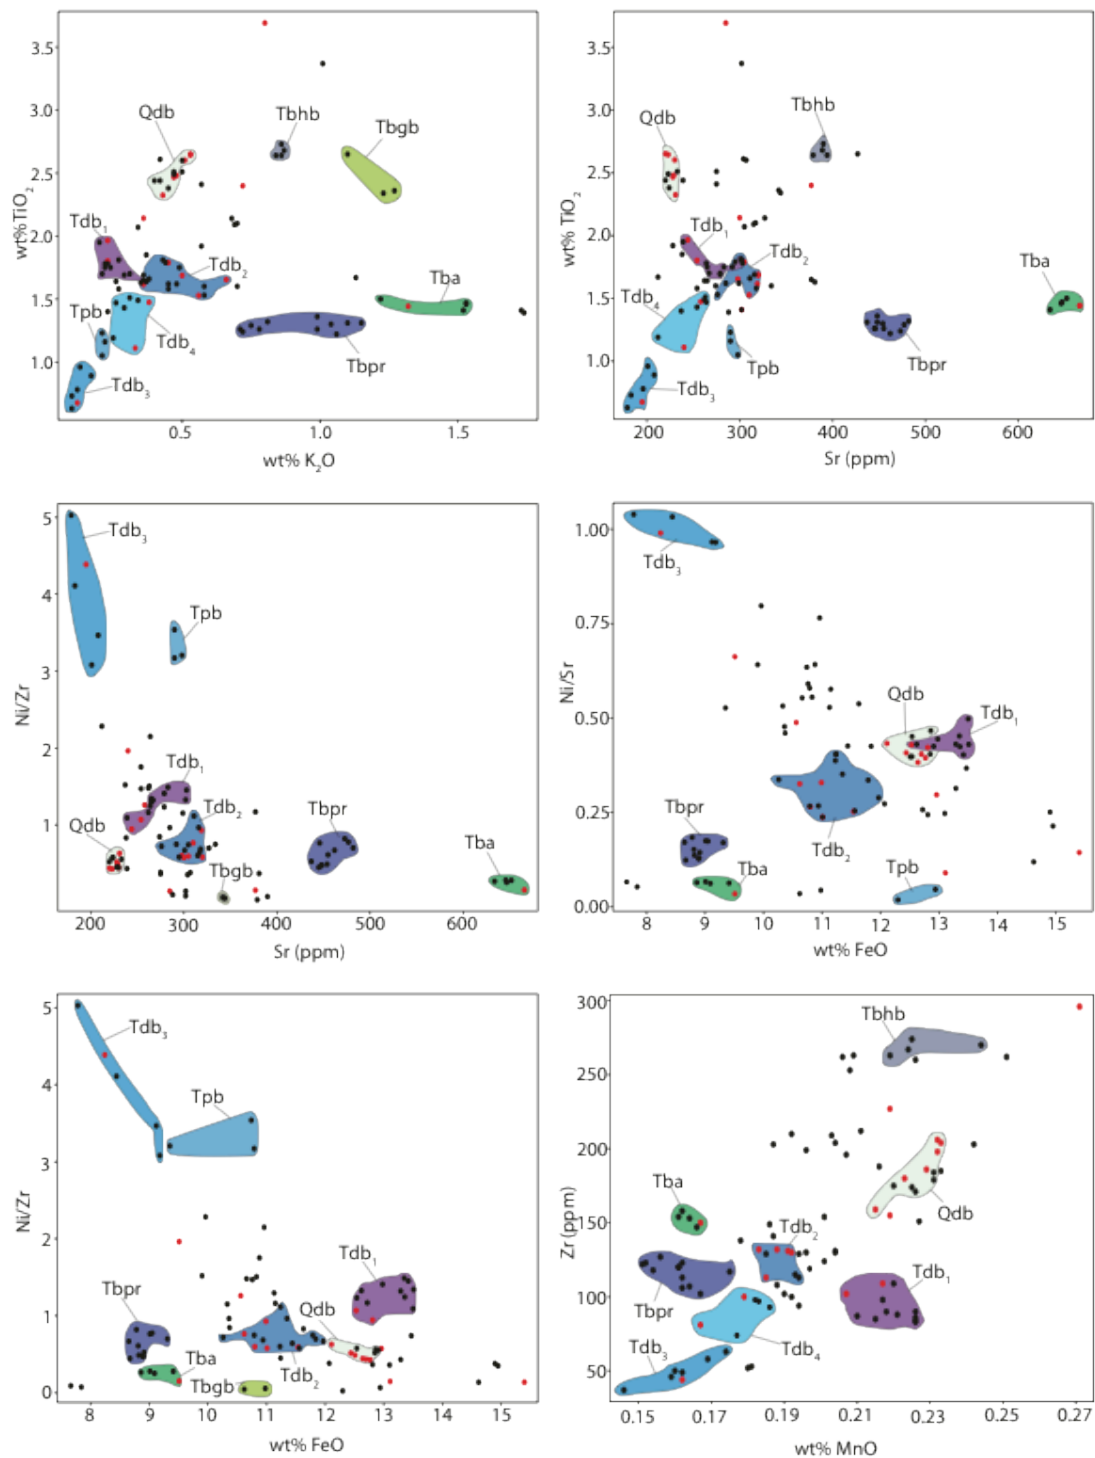 3.5
3.0
2.5
2.0
1.5
1.0
wt%TiO2
Qdb
Tbhb
Tbgb
Tdb1
Tdb2
Tba
Tpb
Tdb4
Tbpr
Tdb3
0.5
1.0
1.5
wt% K2O
3.5
3.0
2.5
2.0
1.5
1.0
wt% TiO2
Tbhb
Qdb
Tdb1
Tdb2
Tba
Tdb4
Tpb
Tbpr
Tdb3
200
300
400
500
600
Sr (ppm)
5
4
3
2
1
Ni/Zr
Tdb3
Tpb
Tdb1
Tdb2
Tbpr
Qdb
Tba
Tbgb
200
300
400
500
600
Sr (ppm)
1.00
0.75
0.50
0.25
0.00
Ni/Sr
Tdb3
Qdb
Tdb1
Tbpr
Tdb2
Tba
Tpb
8
9
10
11
12
13
14
15
wt% FeO
5
4
3
2
1
0
Ni/Zr
Tdb3
Tpb
Tdb1
Tbpr
Qdb
Tba
Tbgb
Tdb2
8
9
10
11
12
13
14
15
wt% FeO
300
250
200
150
100
50
Zr (ppm)
Tbhb
Tba
Qdb
Tdb2
Tdb1
Tbpr
Tdb4
Tdb3
0.15
0.17
0.19
0.21
0.23
0.25
0.27
wt% MnO